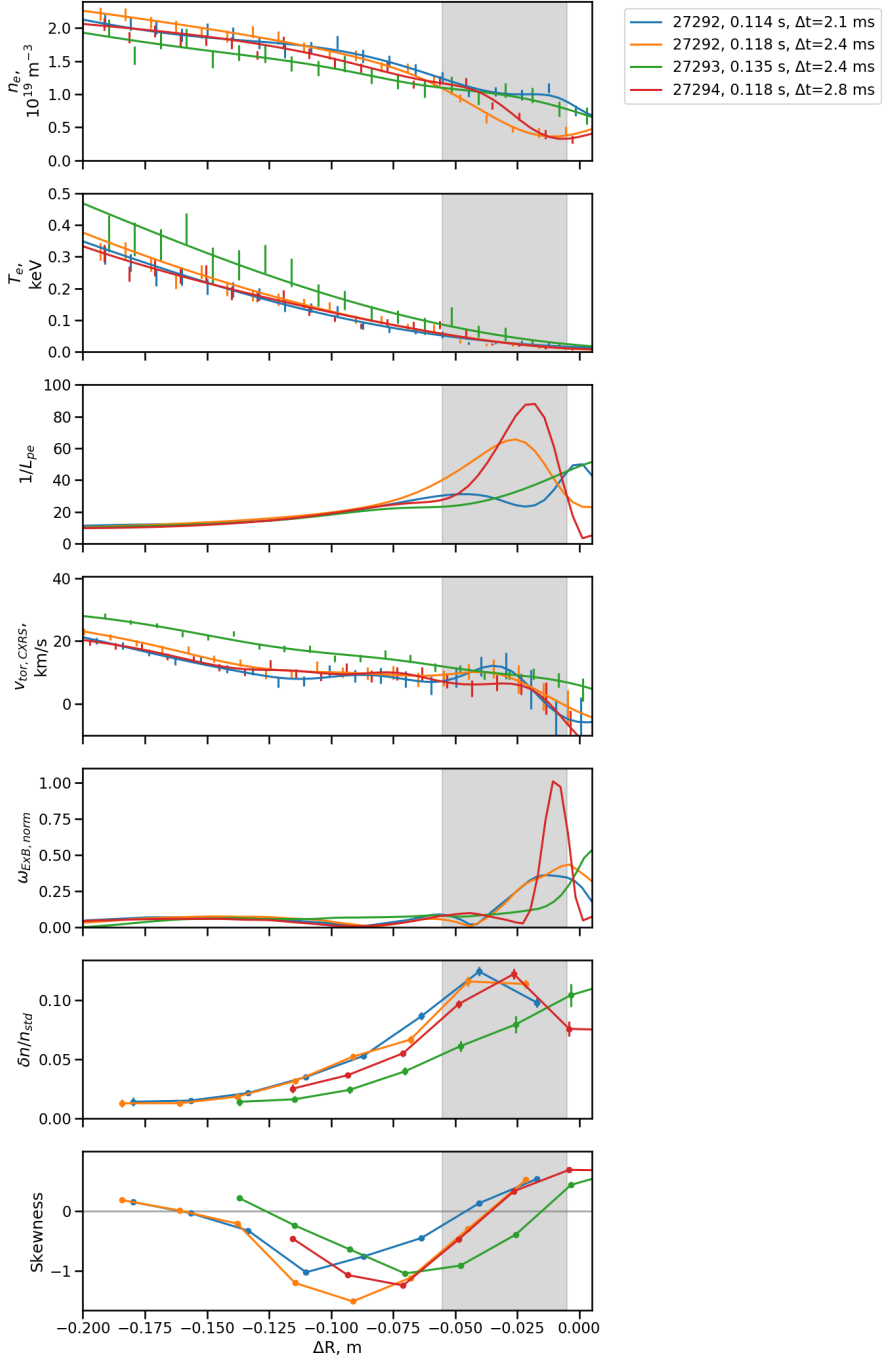 27292, 0.114 s, Δt=2.1 ms
27292, 0.118 s, Δt=2.4 ms
27293, 0.135 s, Δt=2.4 ms
27294, 0.118 s, Δt=2.8 ms
n_e,
10^19 m^−3
2.0
1.5
1.0
0.5
0.0
T_e,
keV
0.5
0.4
0.3
0.2
0.1
0.0
1/L_pe
100
80
60
40
20
0
v_tor,CXRS,
km/s
40
20
0
ω_ExB,norm
1.00
0.75
0.50
0.25
0.00
δn/n_std
0.10
0.05
0.00
Skewness
0
−1
−0.200 −0.175 −0.150 −0.125 −0.100 −0.075 −0.050 −0.025 0.000
ΔR, m